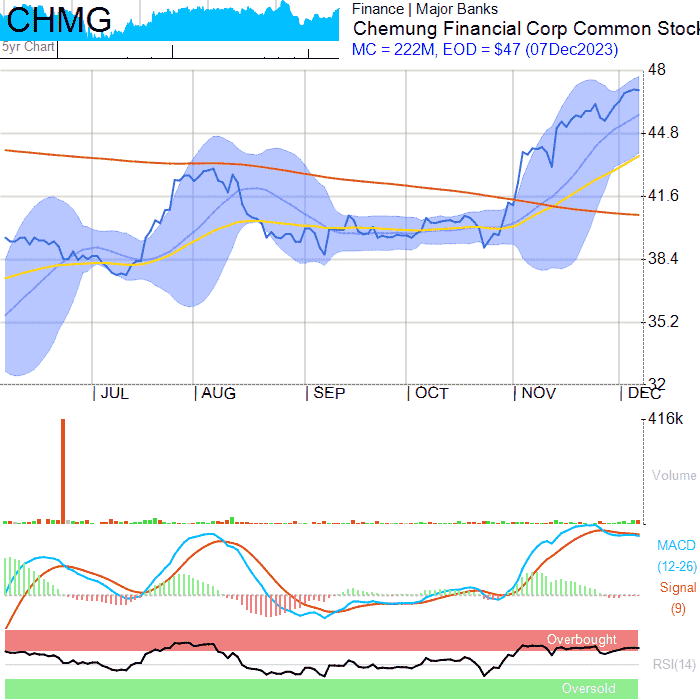 CHMG
5yr Chart
Finance | Major Banks
Chemung Financial Corp Common Stock
MC = 222M, EOD = $47 (07Dec2023)
48
44.8
41.6
38.4
35.2
32
JUL AUG SEP OCT NOV DEC
416k
Volume
MACD
(12-26)
Signal
(9)
Overbought
RSI(14)
Oversold